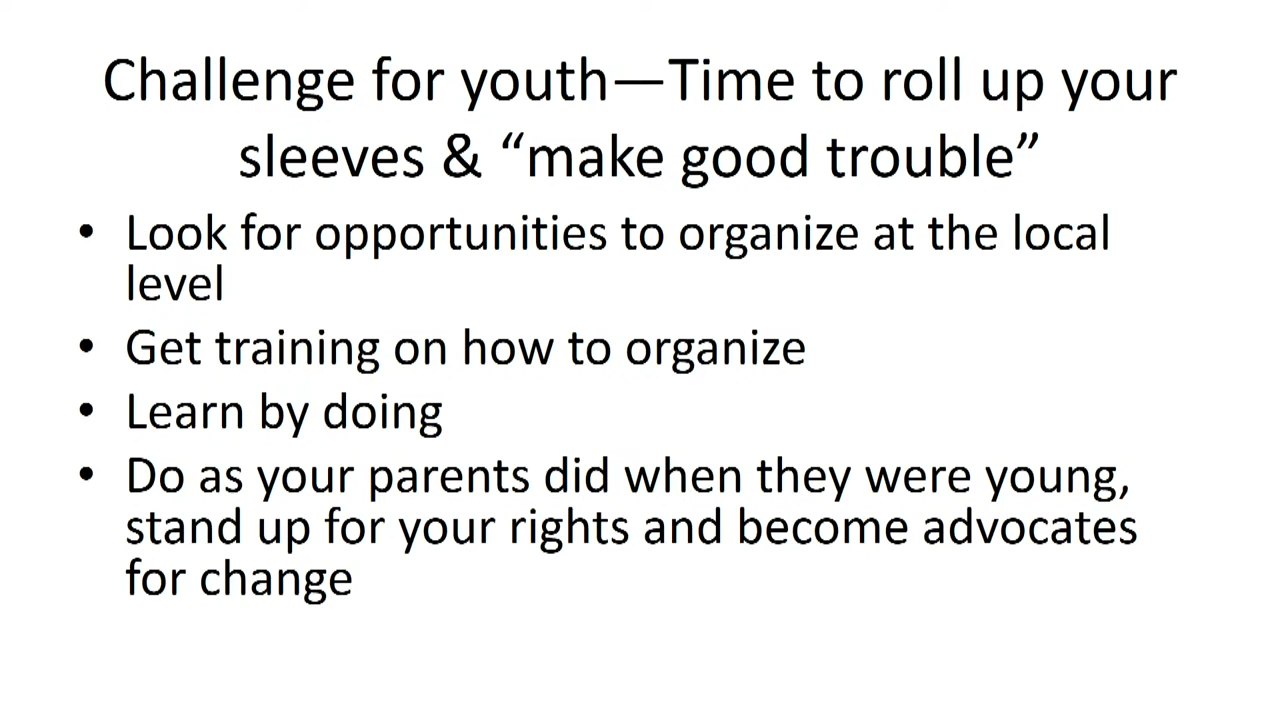 Challenge for youth—Time to roll up your
sleeves & “make good trouble”
• Look for opportunities to organize at the local
level
• Get training on how to organize
• Learn by doing
• Do as your parents did when they were young,
stand up for your rights and become advocates
for change